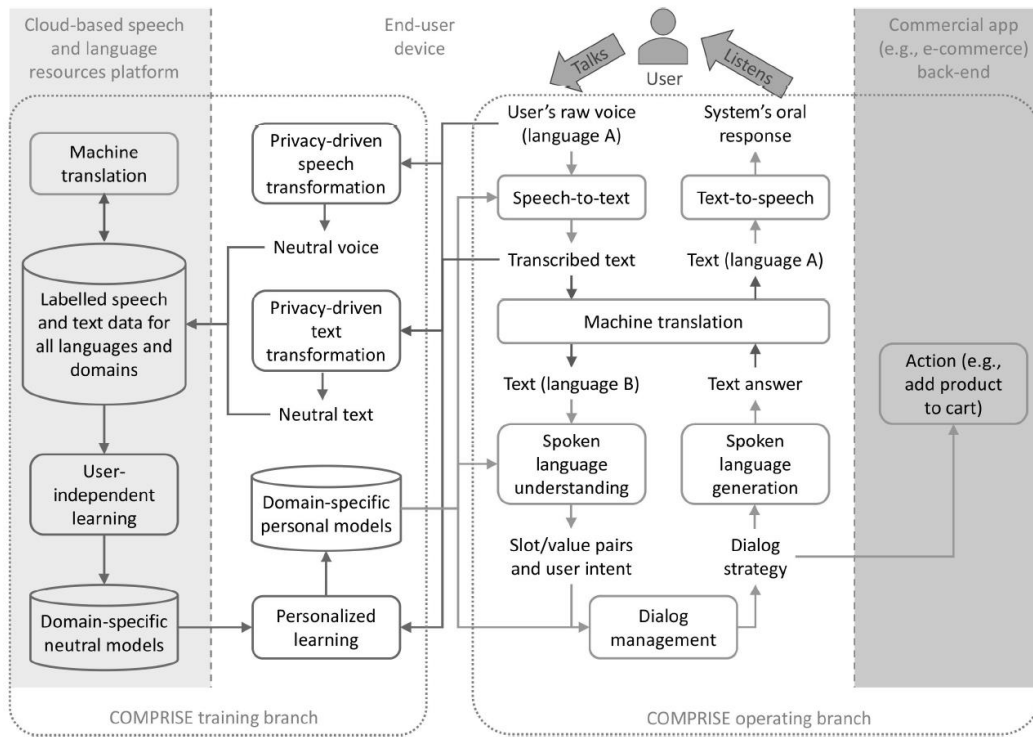 Cloud-based speech
and language
resources platform
End-user
device
Commercial app
(e.g., e-commerce)
back-end
Talks
Listens
User
Machine
translation
Labelled speech
and text data for
all languages and
domains
User-
independent
learning
Domain-specific
neutral models
Privacy-driven
speech
transformation
Neutral voice
Privacy-driven
text
transformation
Neutral text
Domain-specific
personal models
Personalized
learning
COMPRISE training branch
User's raw voice
(language A)
Speech-to-text
Transcribed text
System's oral
response
Text-to-speech
Text (language A)
Machine translation
Text (language B)
Spoken
language
understanding
Slot/value pairs
and user intent
Text answer
Spoken
language
generation
Dialog
strategy
Dialog
management
Action (e.g.,
add product
to cart)
COMPRISE operating branch